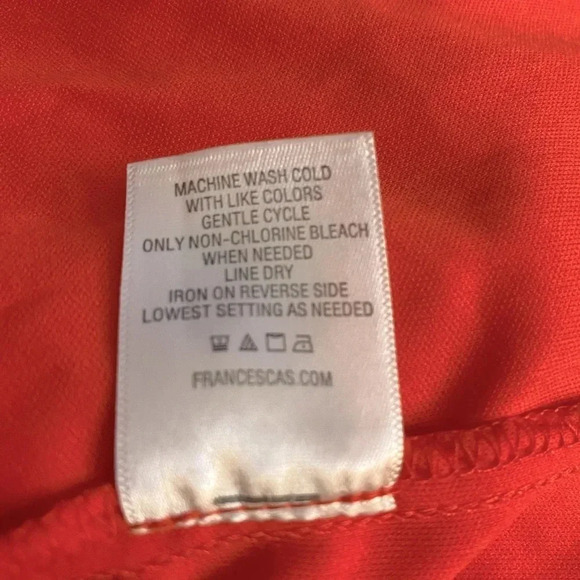 MACHINE WASH COLD
WITH LIKE COLORS
GENTLE CYCLE
ONLY NON-CHLORINE BLEACH
WHEN NEEDED
LINE DRY
IRON ON REVERSE SIDE
LOWEST SETTING AS NEEDED
FRANCESCAS.COM